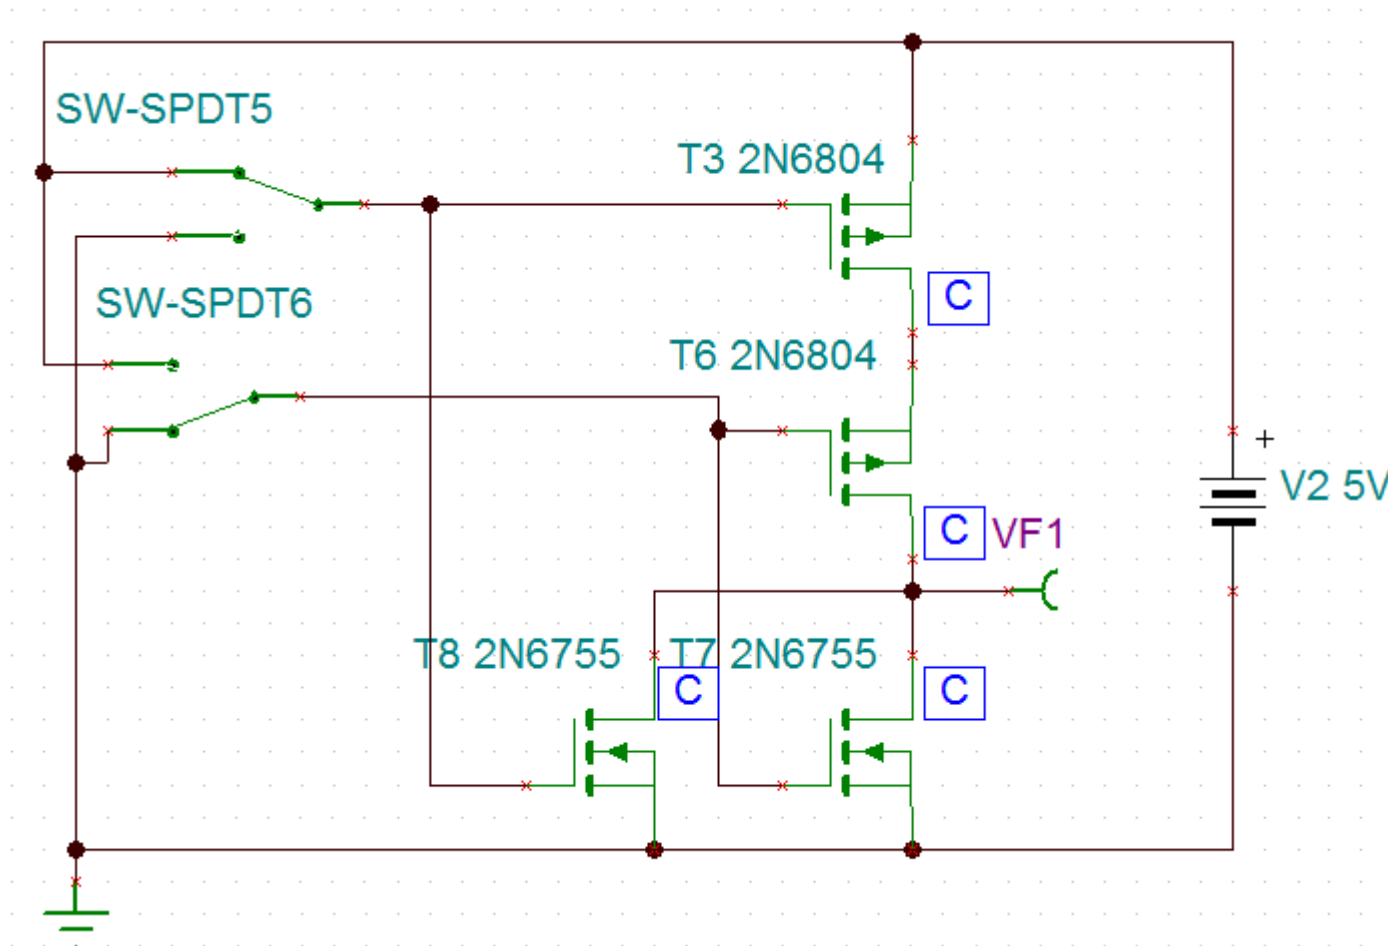 SW-SPDT5
T3 2N6804
C
SW-SPDT6
T6 2N6804
+
V2 5V
C VF1
T8 2N6755
T7 2N6755
C
C